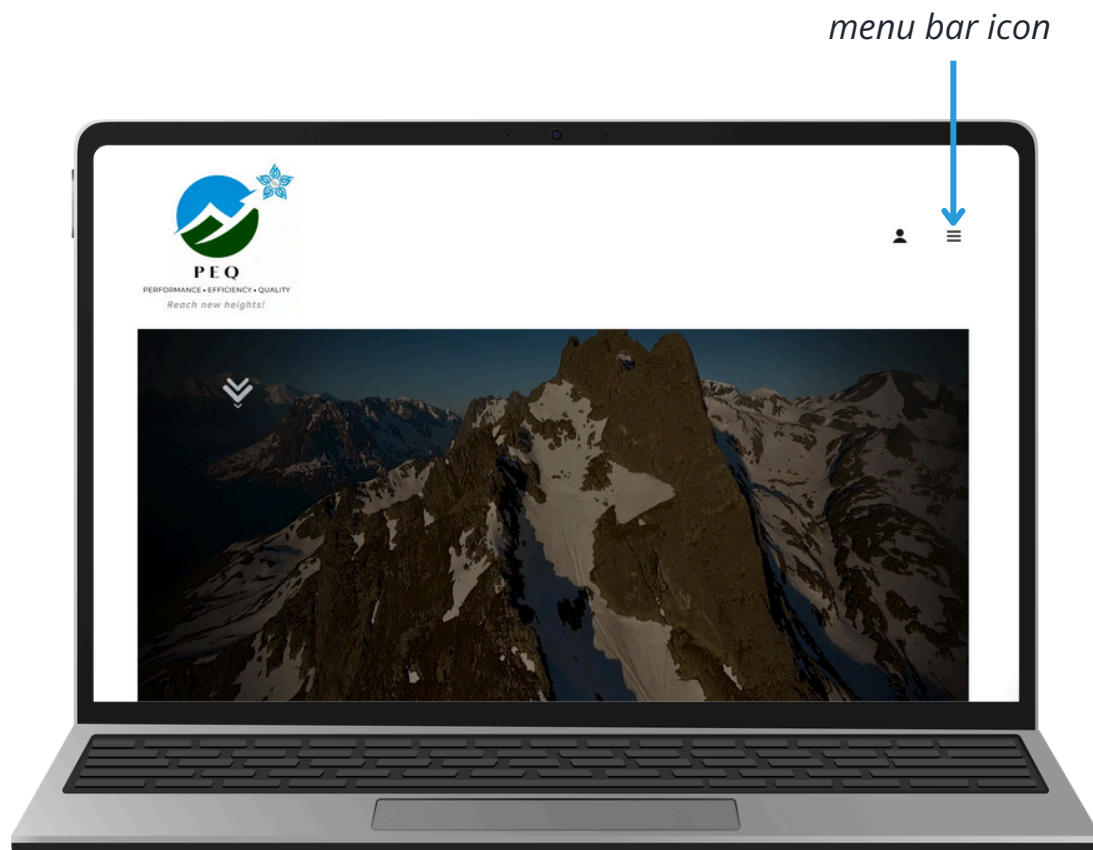 menu bar icon
PEQ
PERFORMANCE • EFFICIENCY • QUALITY
Reach new heights!